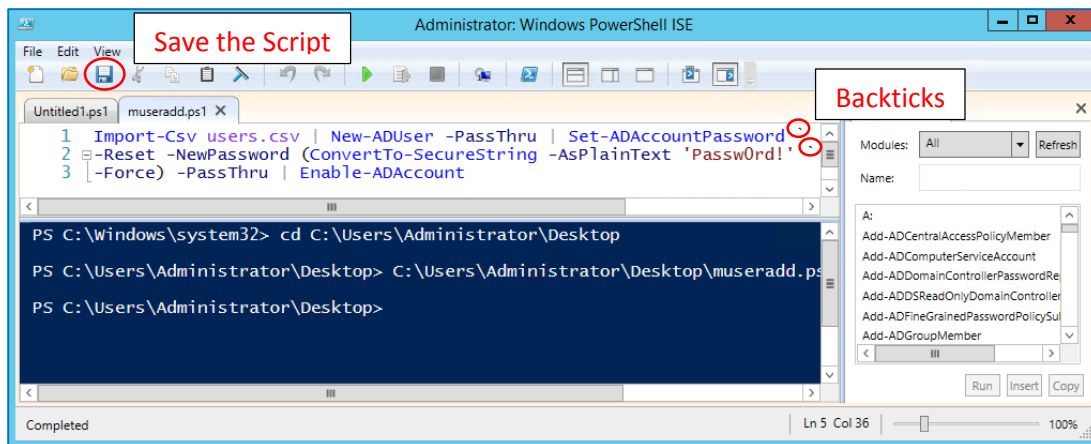 Administrator: Windows PowerShell ISE
File Edit View
Save the Script
Backticks
Untitled1.ps1 museradd.ps1 X
1 Import-Csv users.csv | New-ADUser -PassThru | Set-ADAccountPassword `
2 -Reset -NewPassword (ConvertTo-SecureString -AsPlainText 'Passw0rd!' `
3 -Force) -PassThru | Enable-ADAccount
Modules: All Refresh
Name:
A:
Add-ADCentralAccessPolicyMember
Add-ADComputerServiceAccount
Add-ADDomainControllerPasswordRe
Add-ADDSReadOnlyDomainController
Add-ADFineGrainedPasswordPolicySu
Add-ADGroupMember
Run Insert Copy
PS C:\Windows\system32> cd C:\Users\Administrator\Desktop
PS C:\Users\Administrator\Desktop> C:\Users\Administrator\Desktop\museradd.ps
PS C:\Users\Administrator\Desktop>
Completed
Ln 5 Col 36
100%